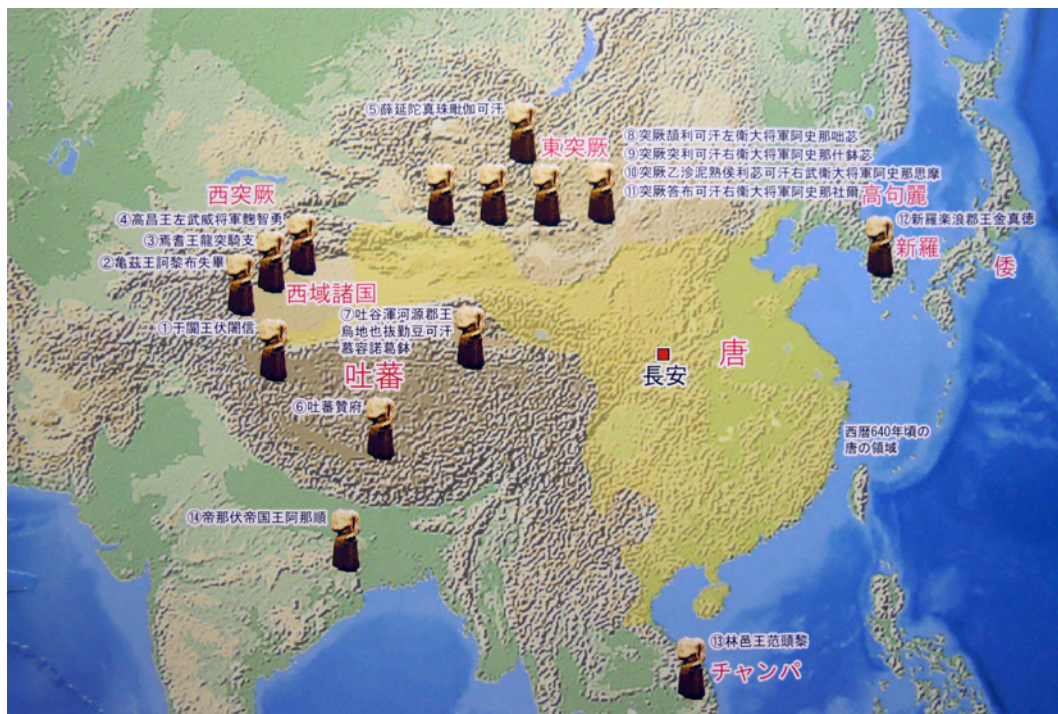 ⑤薛延陀真珠毗伽可汗
東突厥
⑧突厥頡利可汗左衛大将軍阿史那咄苾
⑨突厥突利可汗右衛大将軍阿史那什鉢苾
⑩突厥乙沴泥熟俟利苾可汗右武衛大将軍阿史那思摩
⑪突厥答布可汗右衛大将軍阿史那社爾
高句麗
西突厥
④高昌王左武威将軍麴智勇
③焉耆王龍突騎支
②亀茲王訶黎布失畢
西域諸国
⑫新羅楽浪郡王金真徳
新羅
倭
①于闐王伏闍信
⑦吐谷渾河源郡王
烏地也抜勤豆可汗
慕容諾葛鉢
吐蕃
⑥吐蕃賛府
唐
長安
西暦640年頃の
唐の領域
⑭帝那伏帝国王阿那順
⑬林邑王范頭黎
チャンパ